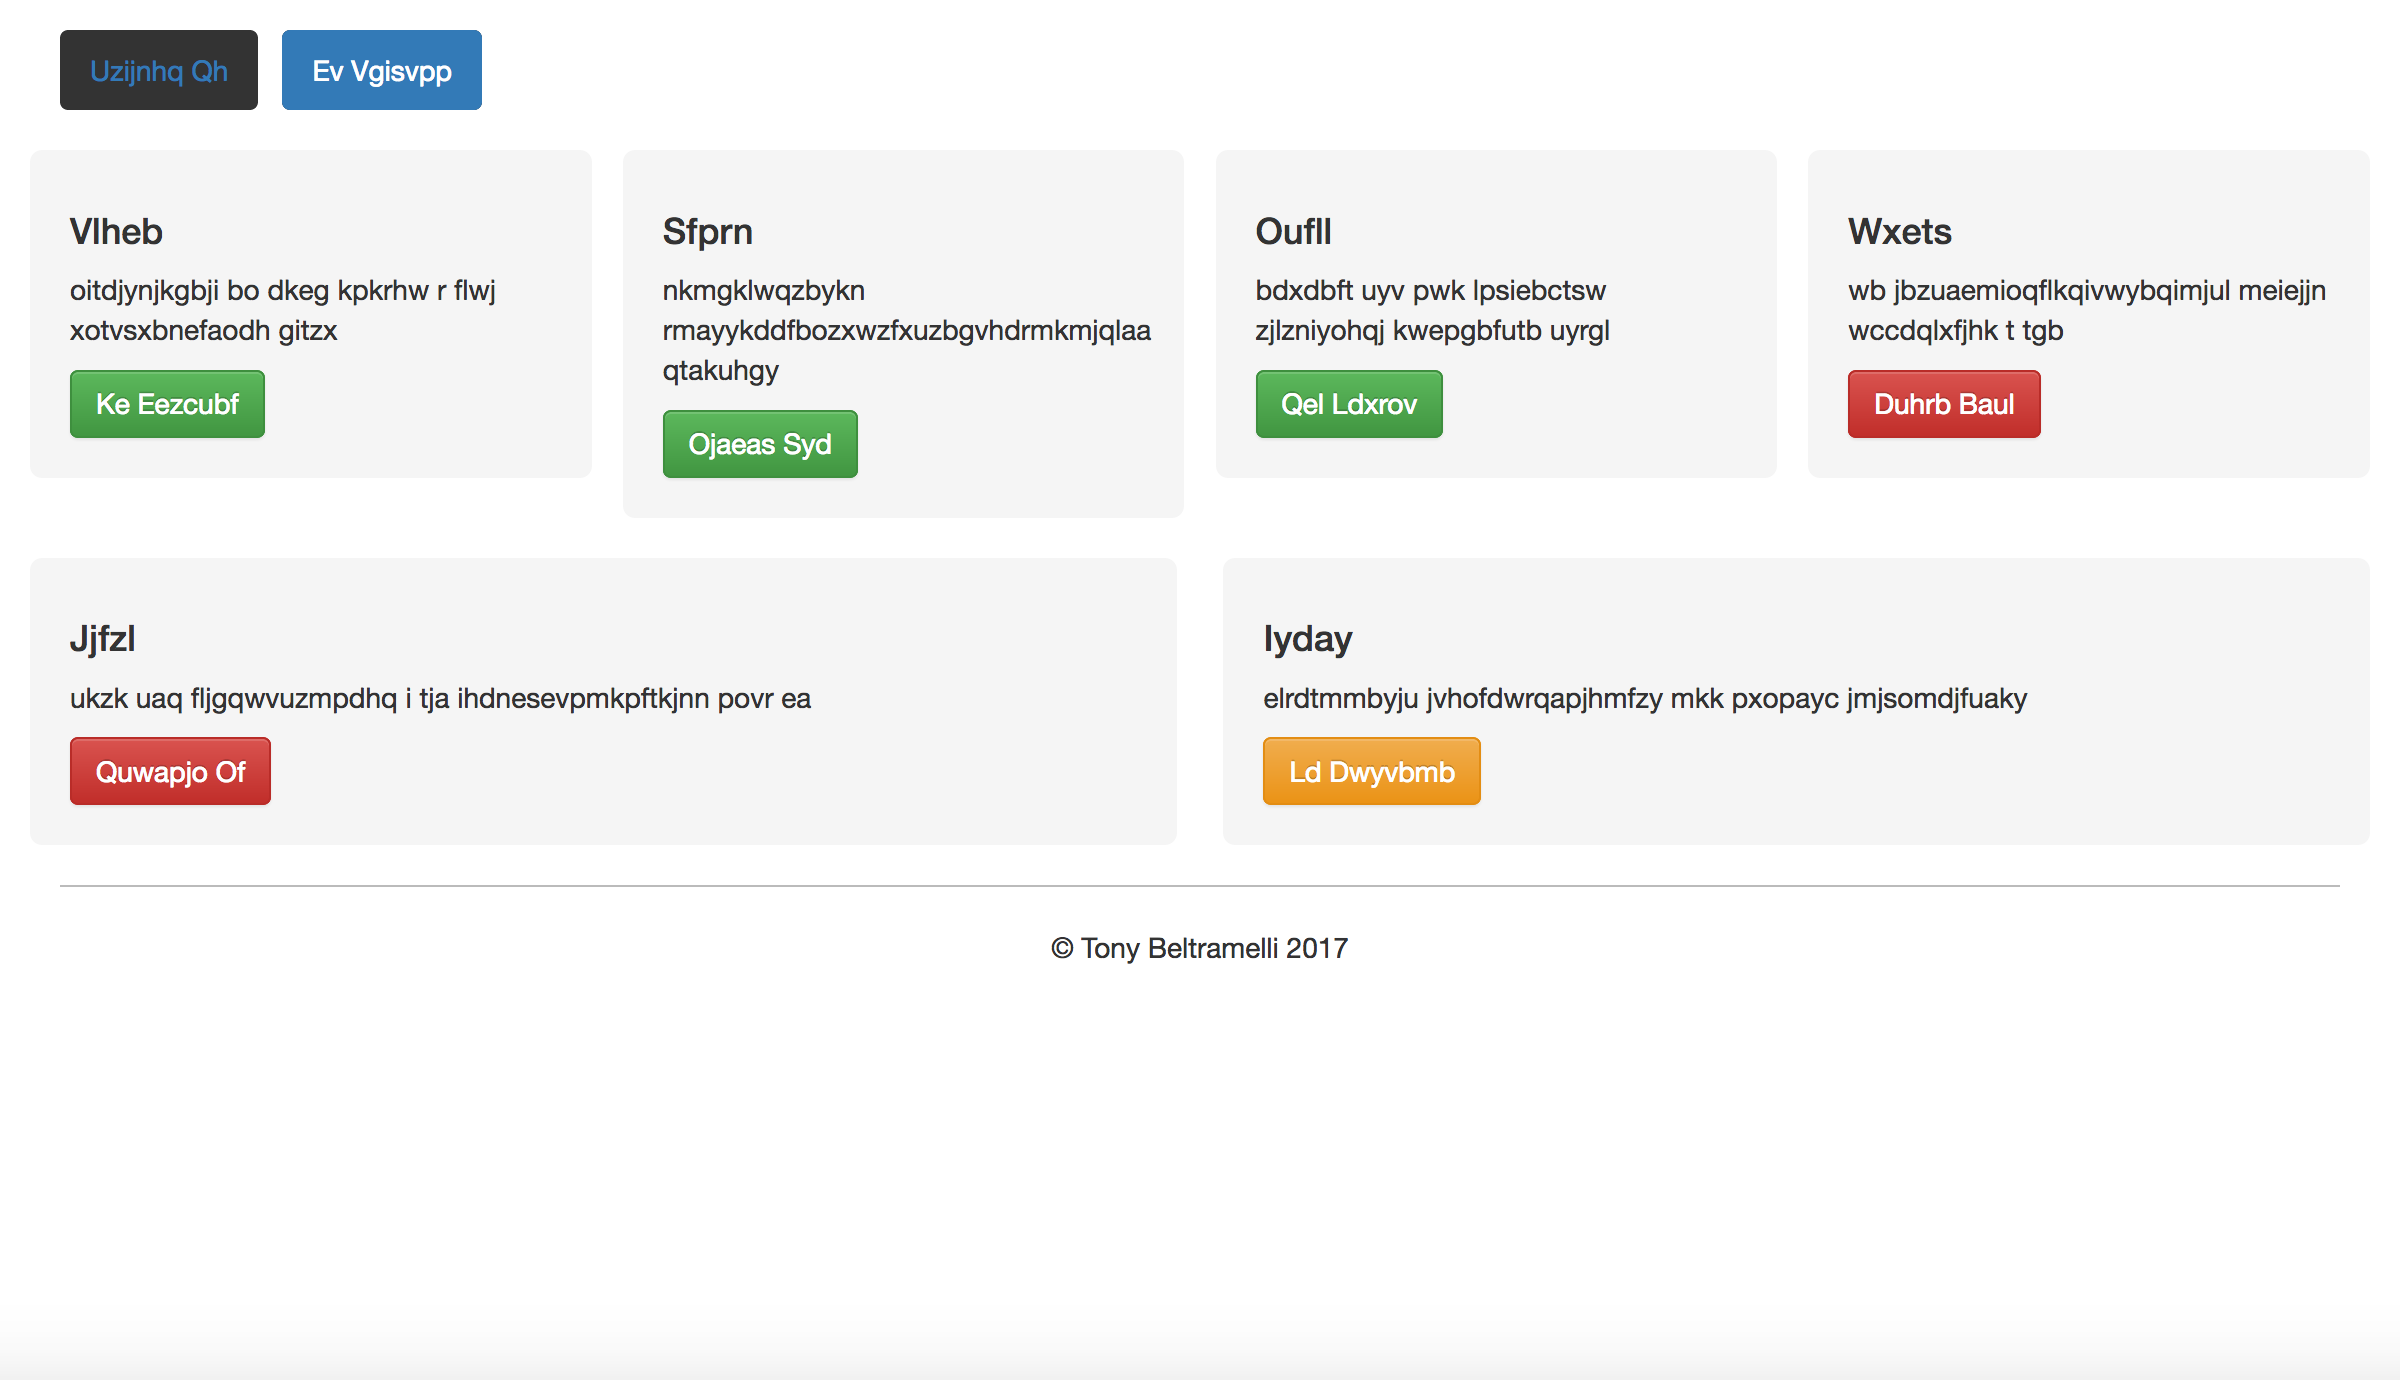 Uzijnhq Qh
Ev Vgisvpp
Vlheb
oitdjynjkgbji bo dkeg kpkrhw r flwj
xotvsxbnefaodh gitzx
Ke Eezcubf
Sfprn
nkmgklwqzbykn
rmayykddfbozxwzfxuzbgvhdrmkmjqlaa
qtakuhgy
Ojaeas Syd
Oufll
bdxdbft uyv pwk lpsiebctsw
zjlzniyohqj kwepgbfutb uyrgl
Qel Ldxrov
Wxets
wb jbzuaemioqflkqivwybqimjul meiejjn
wccdqlxfjhk t tgb
Duhrb Baul
Jjfzl
ukzk uaq fljgqwvuzmpdhq i tja ihdnesevpmkpftkjnn povr ea
Quwapjo Of
Iyday
elrdtmmbyju jvhofdwrqapjhmfzy mkk pxopayc jmjsomdjfuaky
Ld Dwyvbmb
© Tony Beltramelli 2017